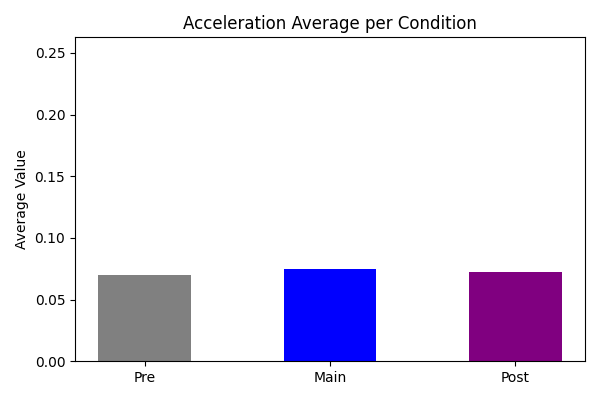 Acceleration Average per Condition
Average Value
0.25
0.20
0.15
0.10
0.05
0.00
Pre
Main
Post